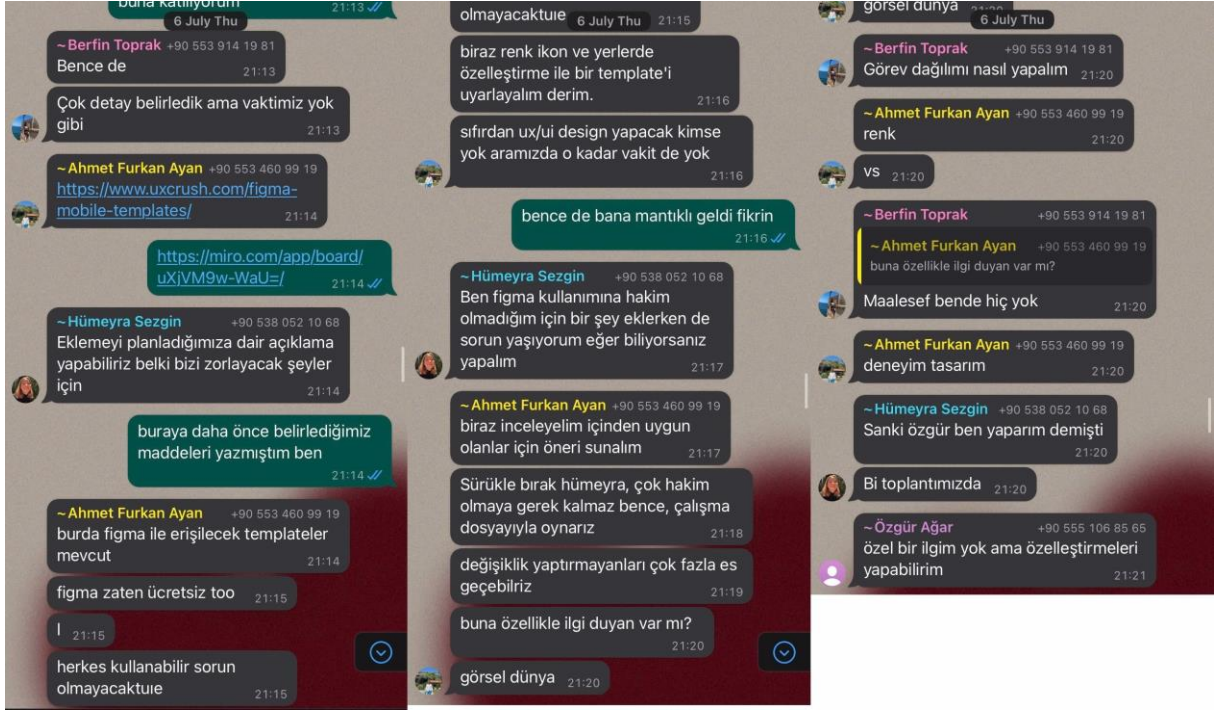 buna katılıyorum
21:13
6 July Thu
~Berfin Toprak +90 553 914 19 81
Bence de
21:13
Çok detay belirledik ama vaktimiz yok
gibi
21:13
~Ahmet Furkan Ayan +90 553 460 99 19
https://www.uxcrush.com/figma-
mobile-templates/
21:14
https://miro.com/app/board/
uXjVM9w-WaU=/
21:14
~Hümeyra Sezgin +90 538 052 10 68
Eklemeyi planladığımıza dair açıklama
yapabiliriz belki bizi zorlayacak şeyler
için
21:14
buraya daha önce belirlediğimiz
maddeleri yazmıştım ben
21:14
~Ahmet Furkan Ayan +90 553 460 99 19
burda figma ile erişilecek templateler
mevcut
21:14
figma zaten ücretsiz too
21:15
l
21:15
herkes kullanabilir sorun
olmayacaktuıe
21:15
olmayacaktuıe
21:15
6 July Thu
biraz renk ikon ve yerlerde
özelleştirme ile bir template'i
uyarlayalım derim.
21:16
sıfırdan ux/ui design yapacak kimse
yok aramızda o kadar vakit de yok
21:16
bence de bana mantıklı geldi fikrin
21:16
~Hümeyra Sezgin +90 538 052 10 68
Ben figma kullanımına hakim
olmadığım için bir şey eklerken de
sorun yaşıyorum eğer biliyorsanız
yapalım
21:17
~Ahmet Furkan Ayan +90 553 460 99 19
biraz inceleyelim içinden uygun
olanlar için öneri sunalım
21:17
Sürükle bırak hümeyra, çok hakim
olmaya gerek kalmaz bence, çalışma
dosyayıyla oynarız
21:18
değişiklik yaptırmayanları çok fazla es
geçebilriz
21:19
buna özellikle ilgi duyan var mı?
21:20
görsel dünya
21:20
görsel dünya
6 July Thu
~Berfin Toprak +90 553 914 19 81
Görev dağılımı nasıl yapalım
21:20
~Ahmet Furkan Ayan +90 553 460 99 19
renk
21:20
vs
21:20
~Berfin Toprak +90 553 914 19 81
~Ahmet Furkan Ayan +90 553 460 99 19
buna özellikle ilgi duyan var mı?
Maalesef bende hiç yok
21:20
~Ahmet Furkan Ayan +90 553 460 99 19
deneyim tasarım
21:20
~Hümeyra Sezgin +90 538 052 10 68
Sanki özgür ben yaparım demişti
21:20
Bi toplantımızda
21:20
~Özgür Ağar +90 555 106 85 65
özel bir ilgim yok ama özelleştirmeleri
yapabilirim
21:21